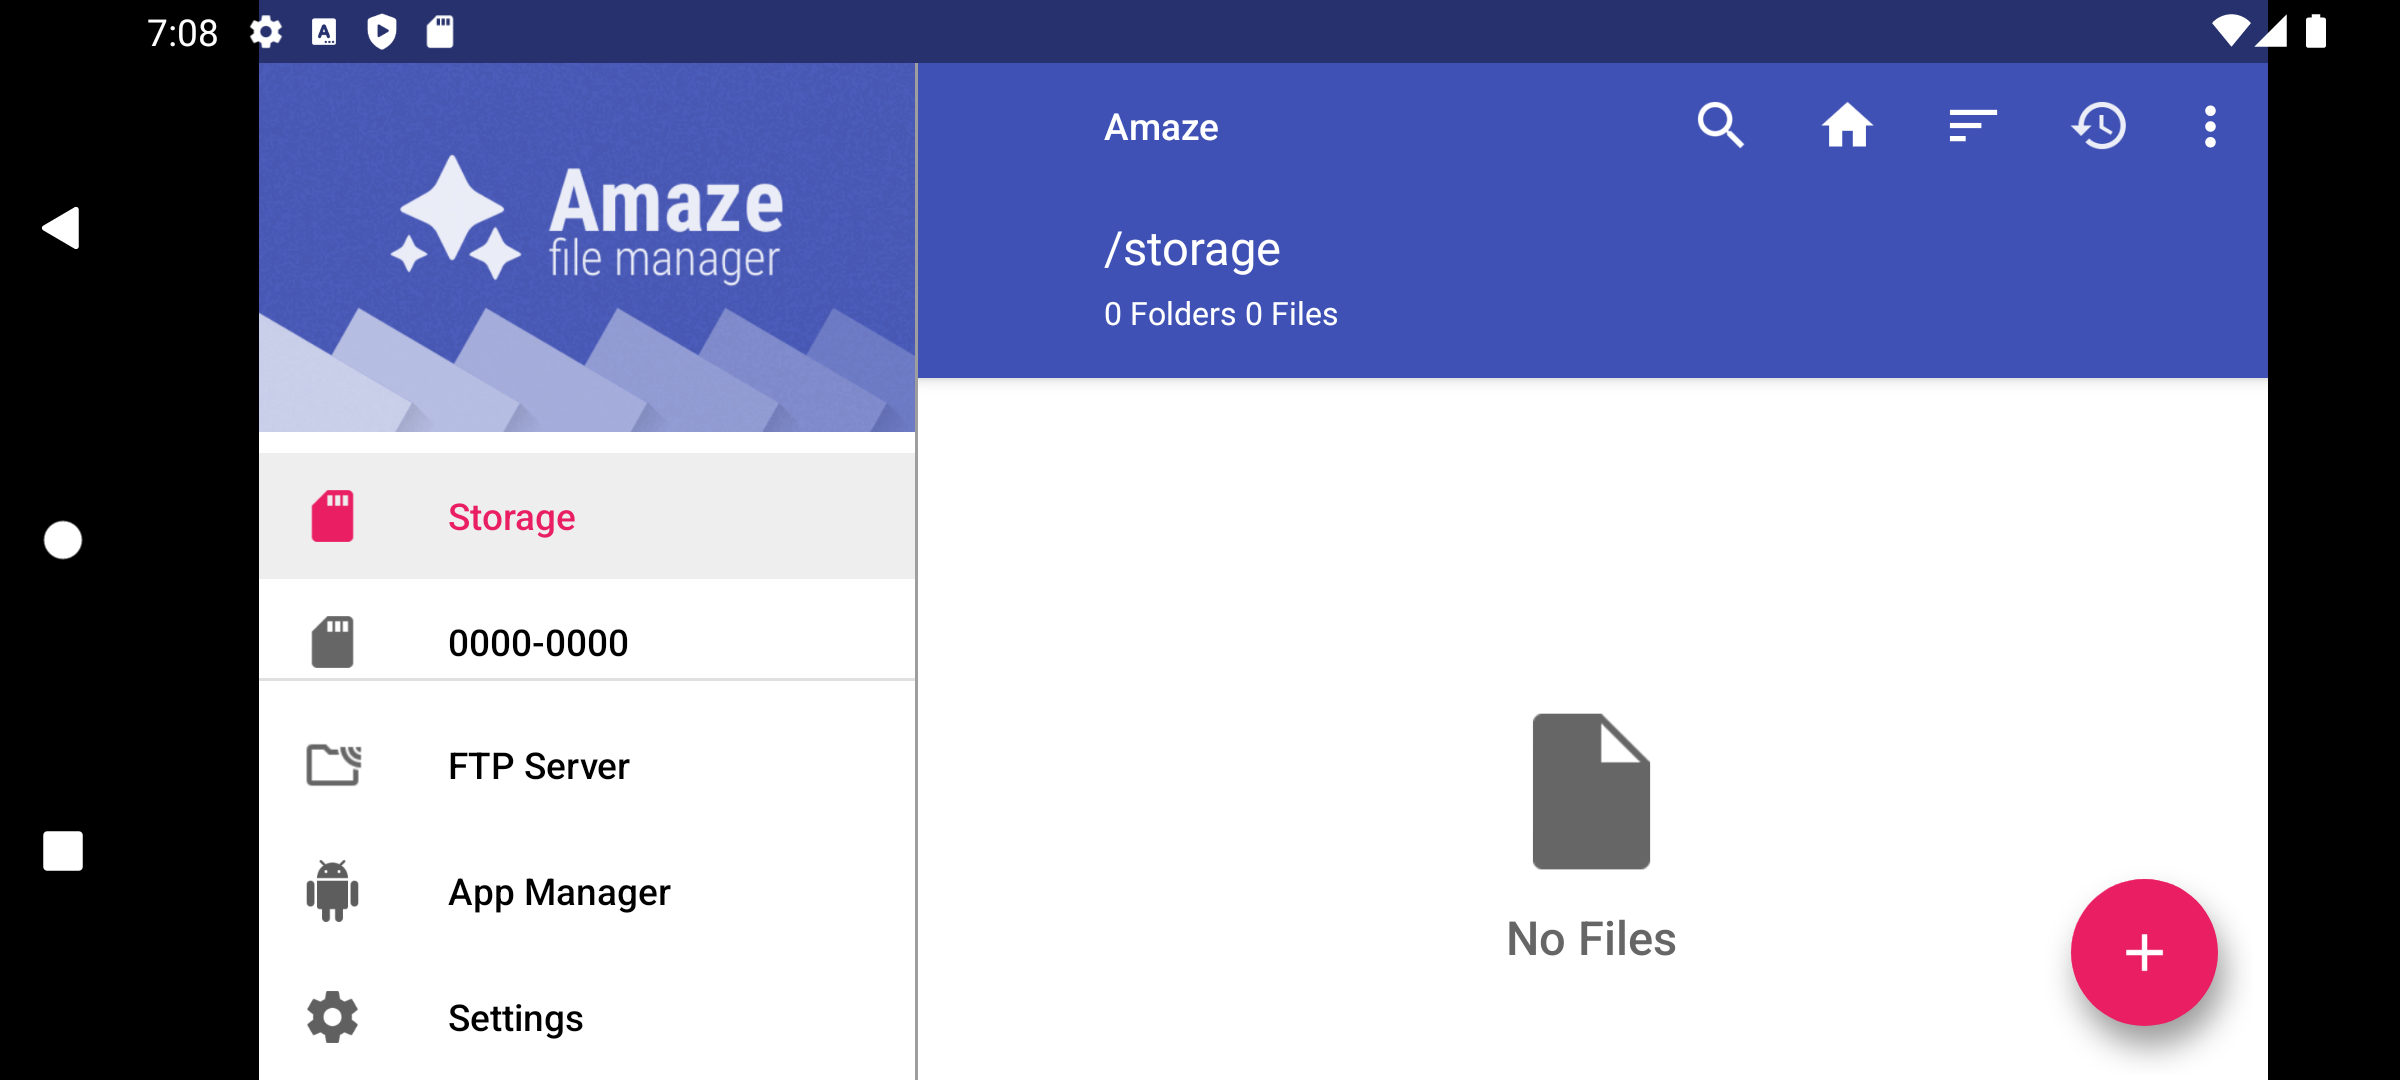 7:08
Amaze
file manager
Storage
0000-0000
FTP Server
App Manager
Settings
Amaze
/storage
0 Folders 0 Files
No Files